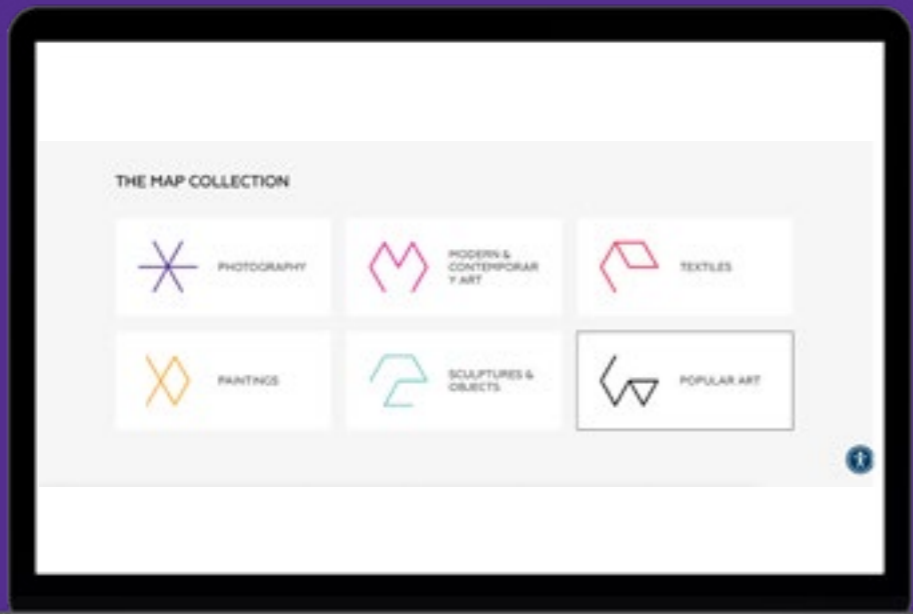 THE MAP COLLECTION
PHOTOGRAPHY
MODERN &
CONTEMPORAR
Y ART
TEXTILES
PAINTINGS
SCULPTURES &
OBJECTS
POPULAR ART